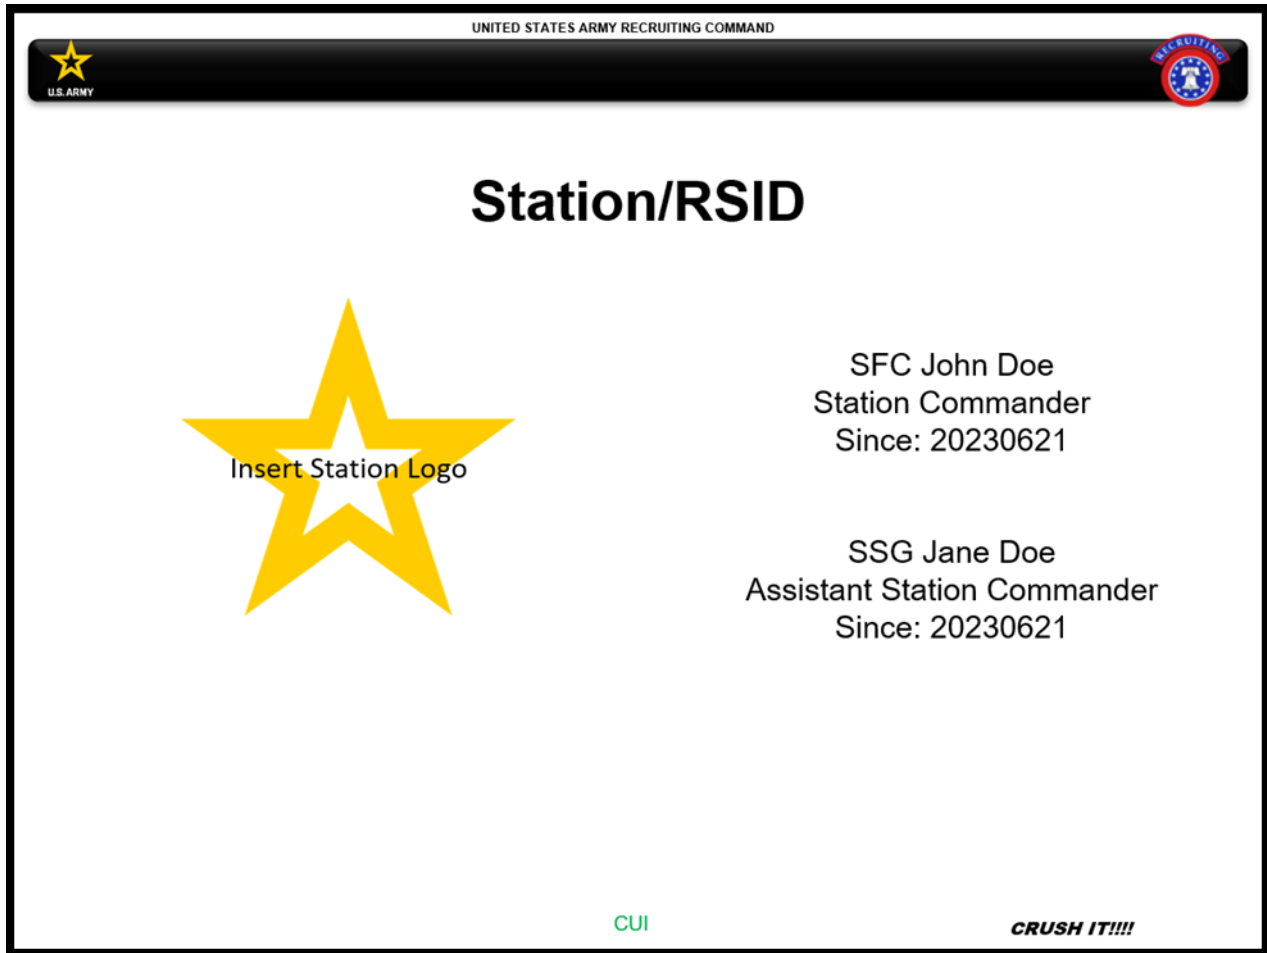 UNITED STATES ARMY RECRUITING COMMAND
U.S. ARMY
RECRUITING
Station/RSID
Insert Station Logo
SFC John Doe
Station Commander
Since: 20230621
SSG Jane Doe
Assistant Station Commander
Since: 20230621
CUI
CRUSH IT!!!!